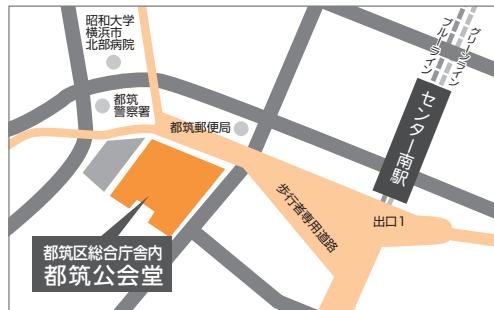 昭和大学
横浜市
北部病院
都筑
警察署
都筑郵便局
グリーンライン
ブルーライン
センター南駅
出口1
歩行者専用道路
都筑区総合庁舎内
都筑公会堂